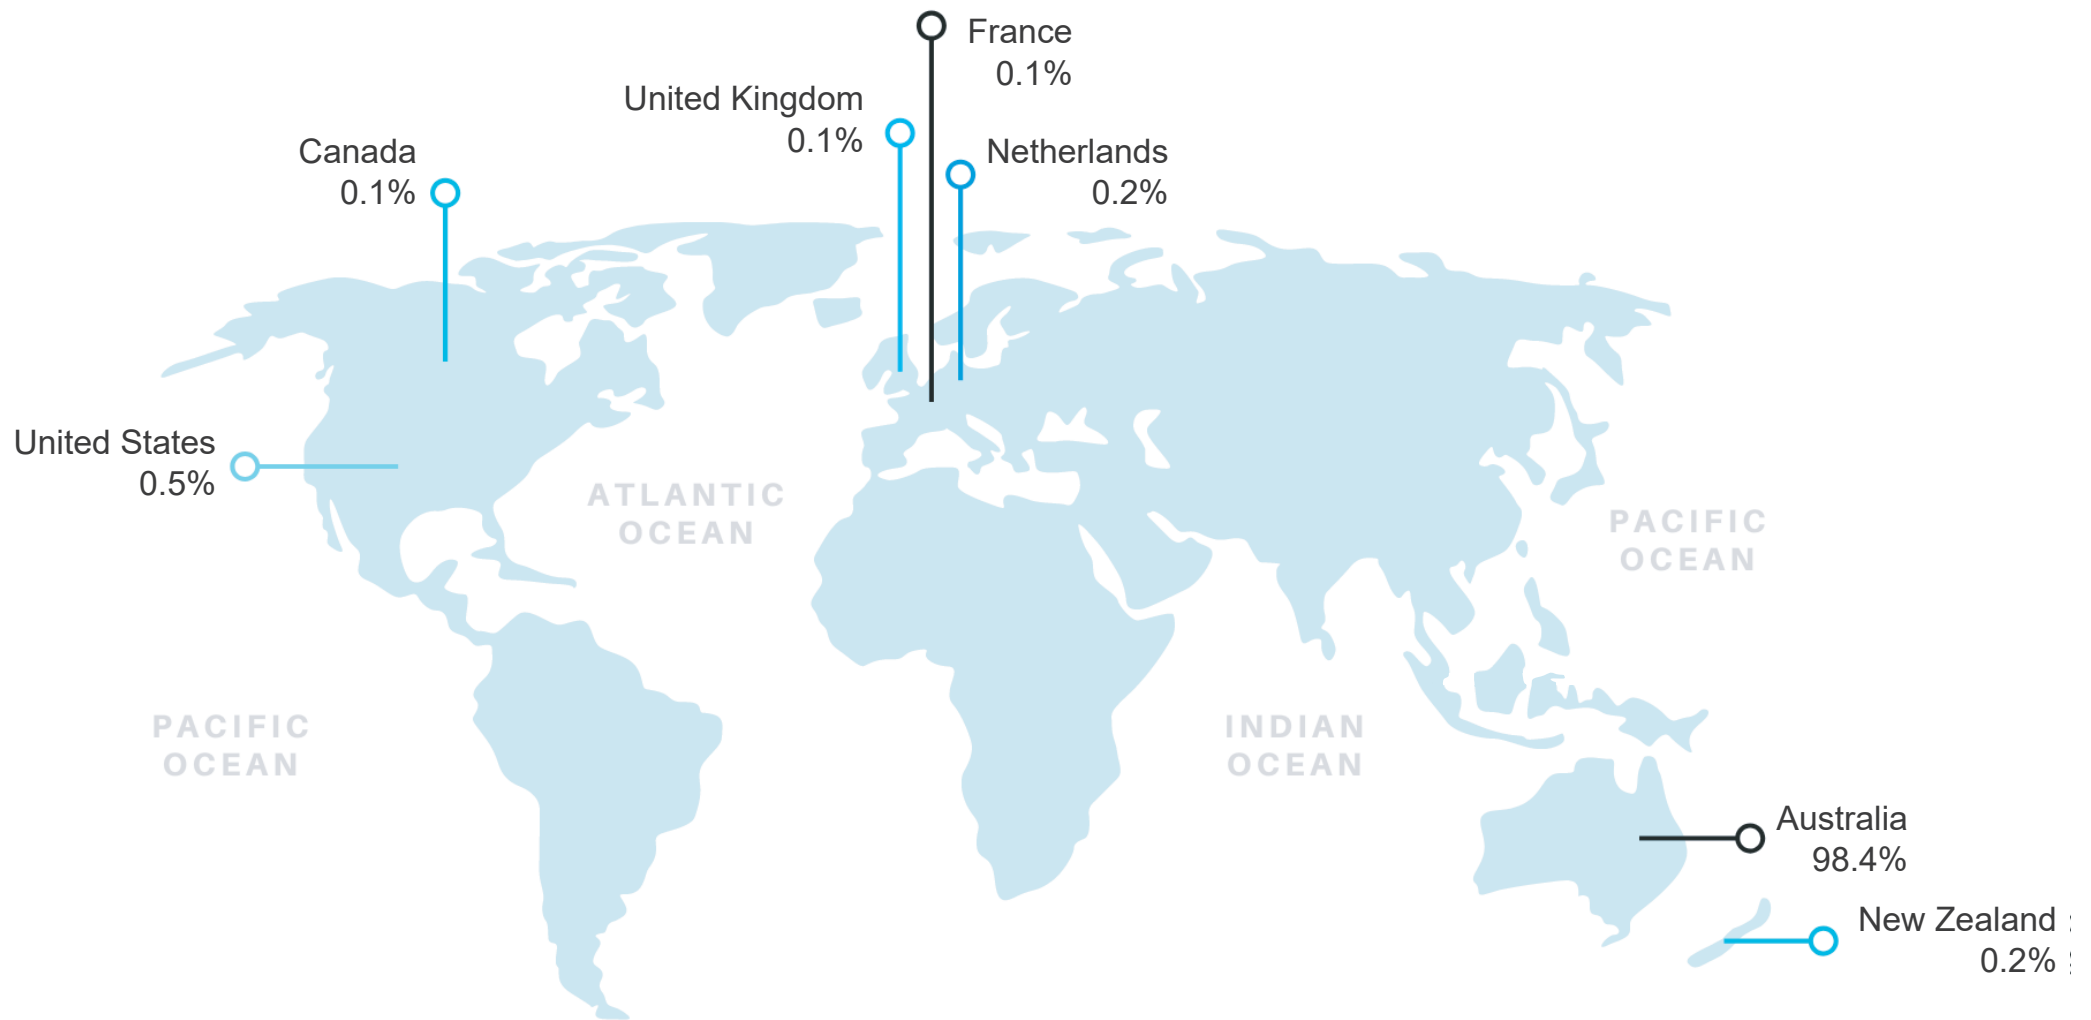 France
0.1%
United Kingdom
0.1%
Canada
0.1%
Netherlands
0.2%
United States
0.5%
ATLANTIC
OCEAN
PACIFIC
OCEAN
PACIFIC
OCEAN
INDIAN
OCEAN
Australia
98.4%
New Zealand
0.2%